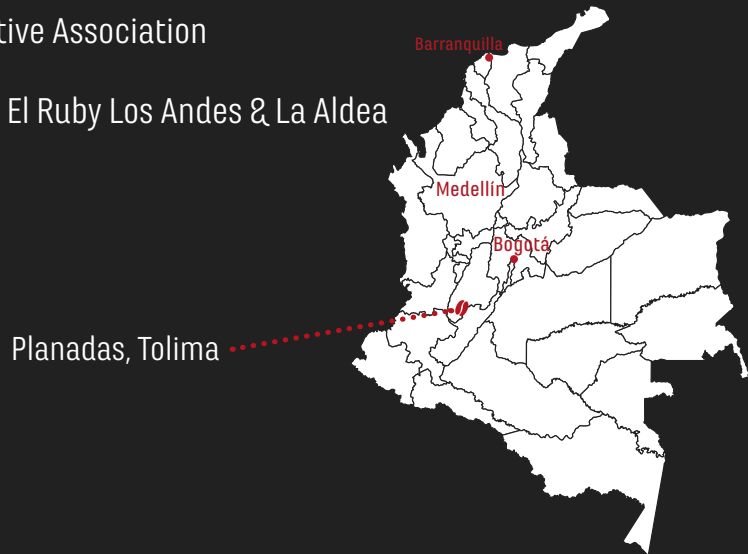 tive Association
Barranquilla
El Ruby Los Andes & La Aldea
Medellín
Bogotá
Planadas, Tolima